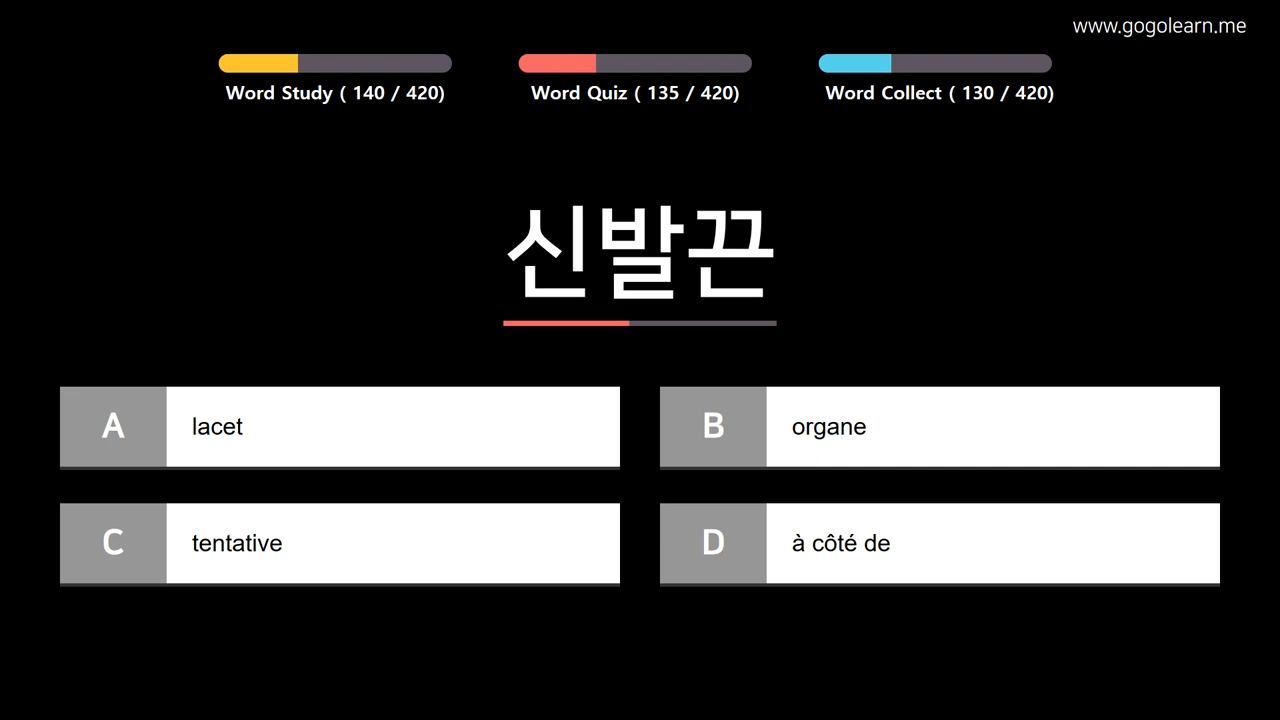 www.gogolearn.me
Word Study ( 140 / 420)
Word Quiz ( 135 / 420)
Word Collect ( 130 / 420)
신발끈
A lacet
B organe
C tentative
D à côté de